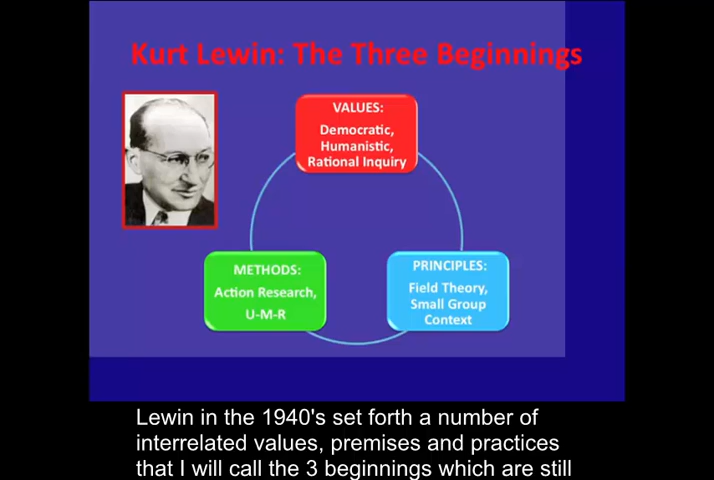 Kurt Lewin: The Three Beginnings
VALUES:
Democratic,
Humanistic,
Rational Inquiry
METHODS:
Action Research,
U-M-R
PRINCIPLES:
Field Theory,
Small Group
Context
Lewin in the 1940's set forth a number of
interrelated values, premises and practices
that I will call the 3 beginnings which are still